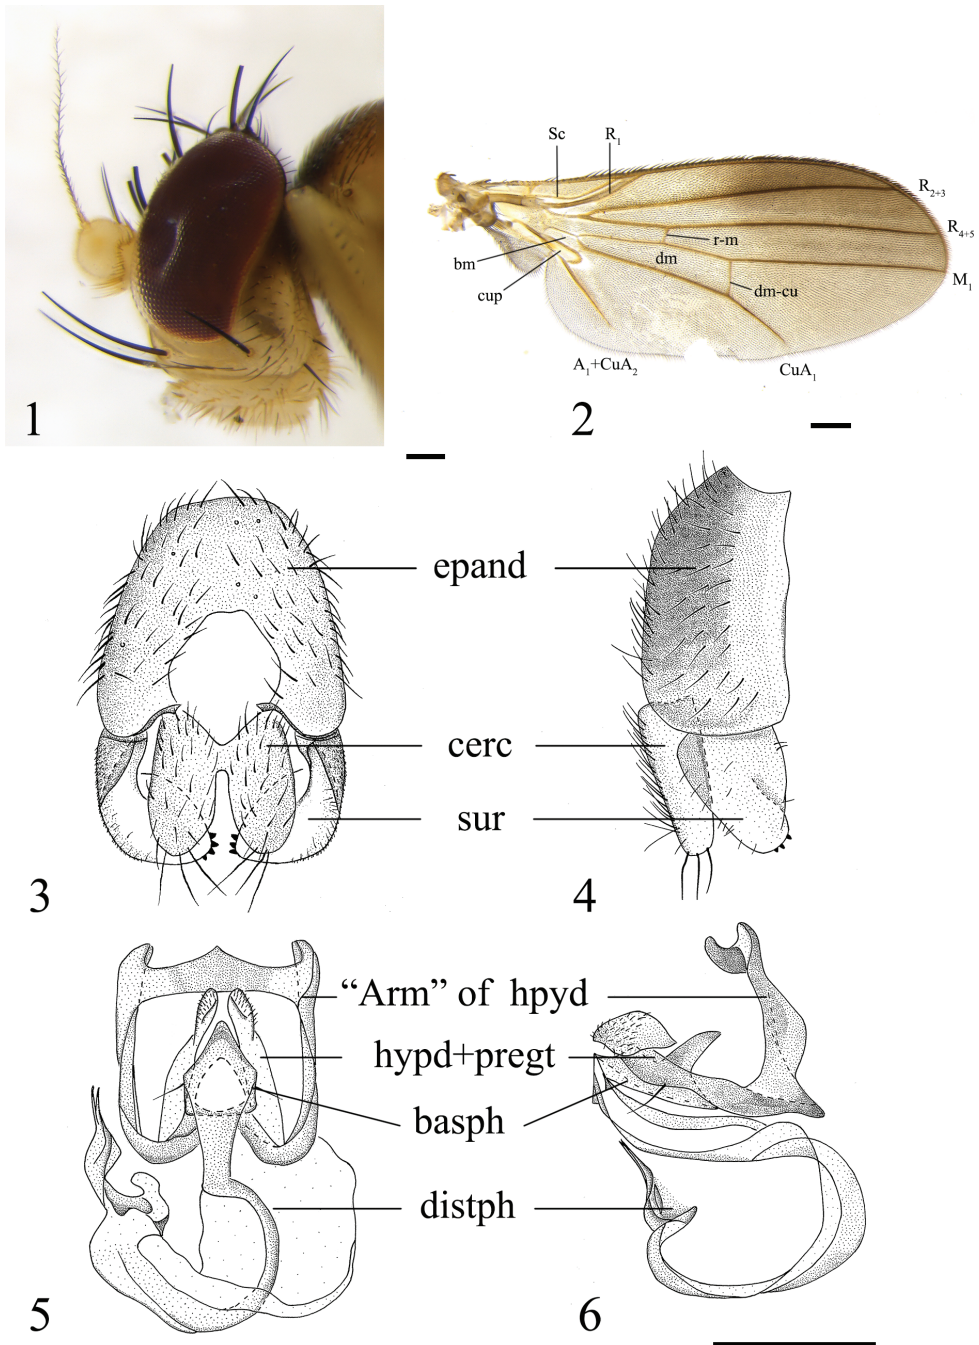 1
Sc
R1
R2+3
R4+5
r-m
bm
dm
cup
dm-cu
M1
A1+CuA2
CuA1
2
epand
cerc
sur
3
4
“Arm” of hpyd
hypd+pregt
basph
distph
5
6